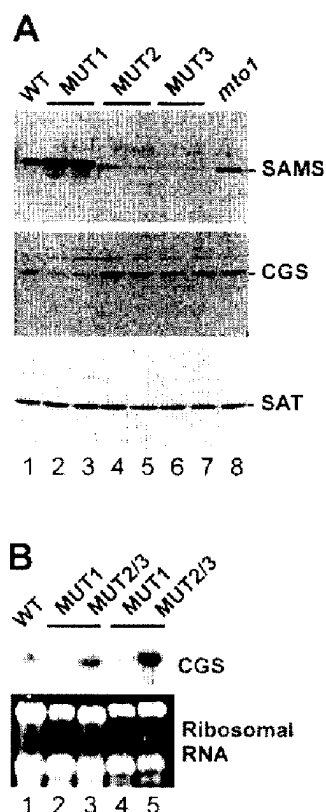 A
WT MUT1 MUT2 MUT3 mto1
SAMS
CGS
SAT
1 2 3 4 5 6 7 8
B
WT MUT1 MUT2/3 MUT1 MUT2/3
CGS
Ribosomal
RNA
1 2 3 4 5